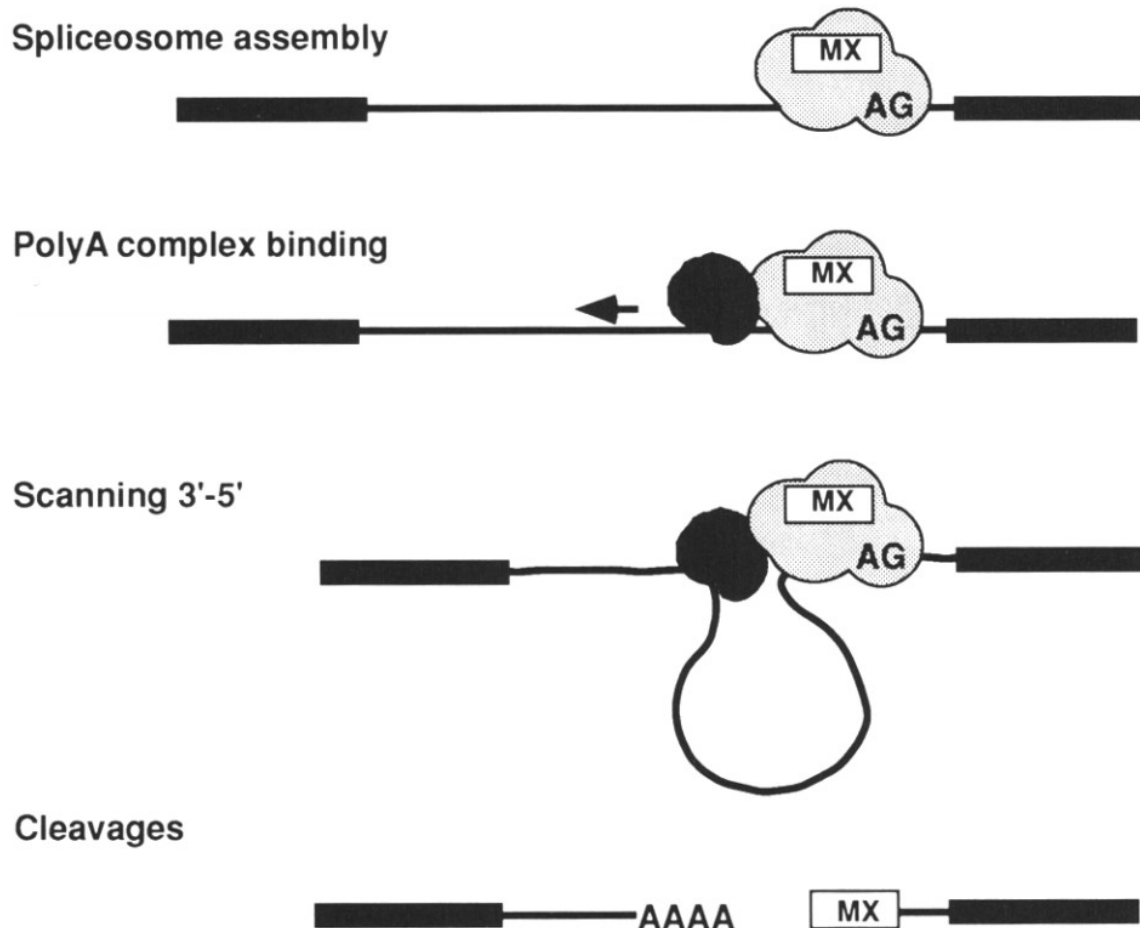 Spliceosome assembly
MX
AG
PolyA complex binding
MX
AG
Scanning 3'-5'
MX
AG
Cleavages
AAAA
MX